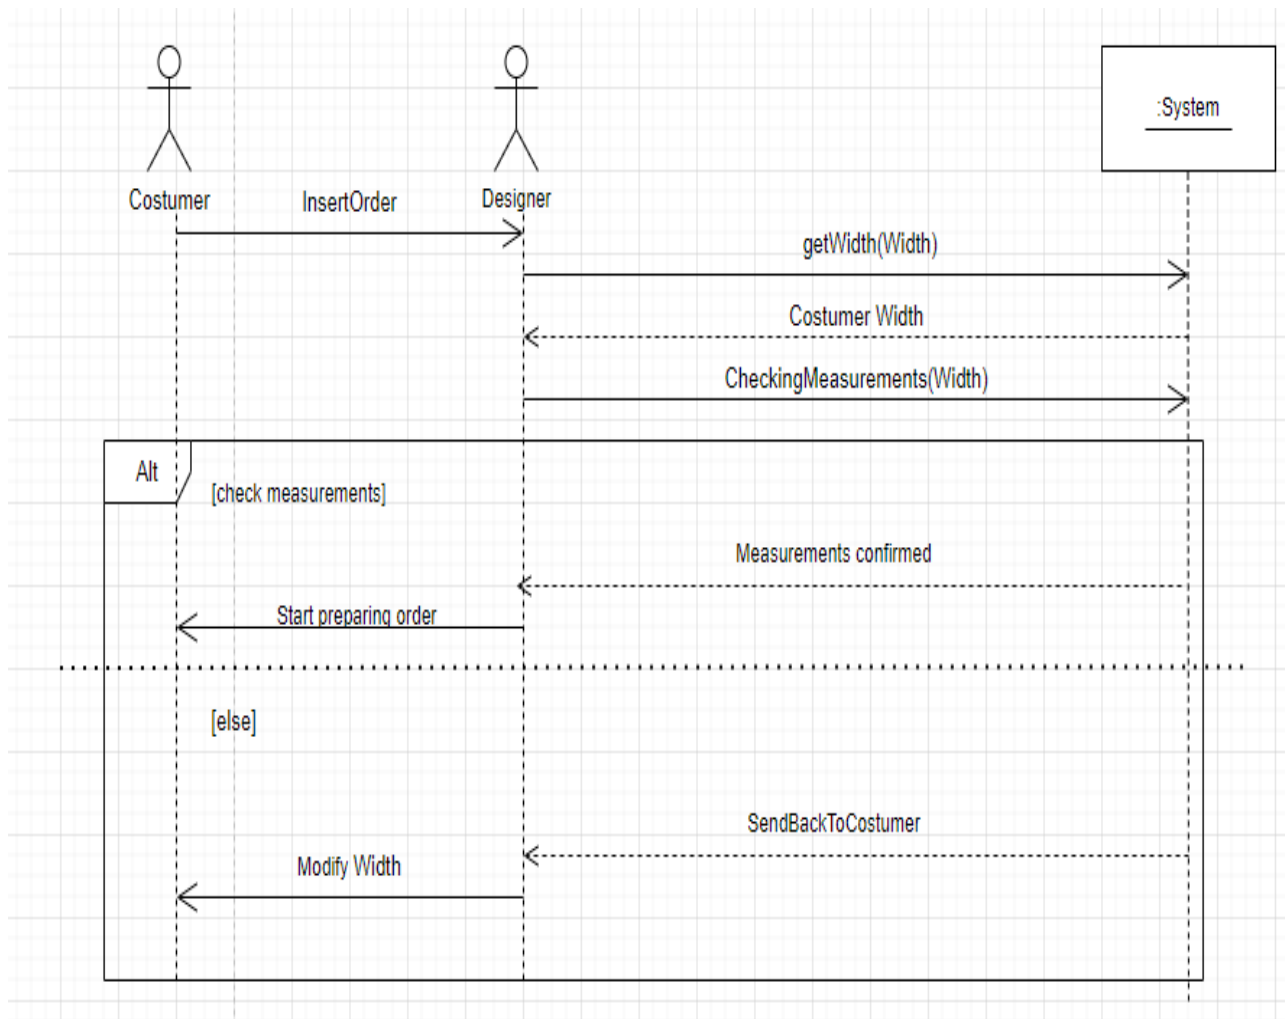 :System
Costumer
InsertOrder
Designer
getWidth(Width)
Costumer Width
CheckingMeasurements(Width)
Alt
[check measurements]
Measurements confirmed
Start preparing order
[else]
SendBackToCostumer
Modify Width